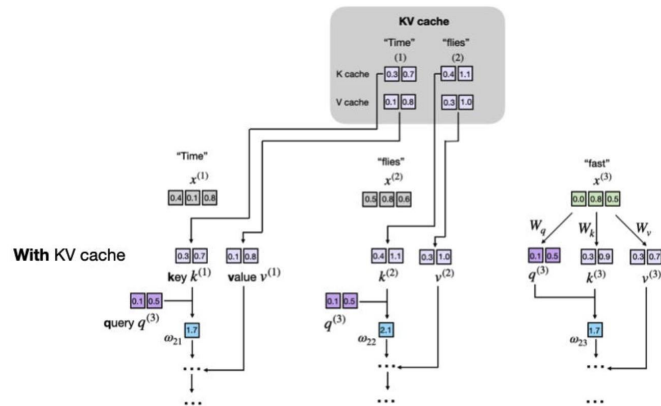 KV cache
"Time" "flies"
(1) (2)
K cache 0.3 0.7 0.4 1.1
V cache 0.1 0.8 0.3 1.0
"Time" "flies" "fast"
x⁽¹⁾ x⁽²⁾ x⁽³⁾
0.4 0.1 0.8 0.5 0.8 0.6 0.0 0.8 0.5
W_q W_k W_v
With KV cache
0.3 0.7 0.1 0.8 0.4 1.1 0.3 1.0 0.1 0.5 0.3 0.9 0.3 0.7
key k⁽¹⁾ value v⁽¹⁾ k⁽²⁾ v⁽²⁾ q⁽³⁾ k⁽³⁾ v⁽³⁾
0.1 0.5 0.1 0.5
query q⁽³⁾ q⁽³⁾
ω₂₁ 1.7 ω₂₂ 2.1 ω₂₃ 1.7
... ... ...
... ... ...